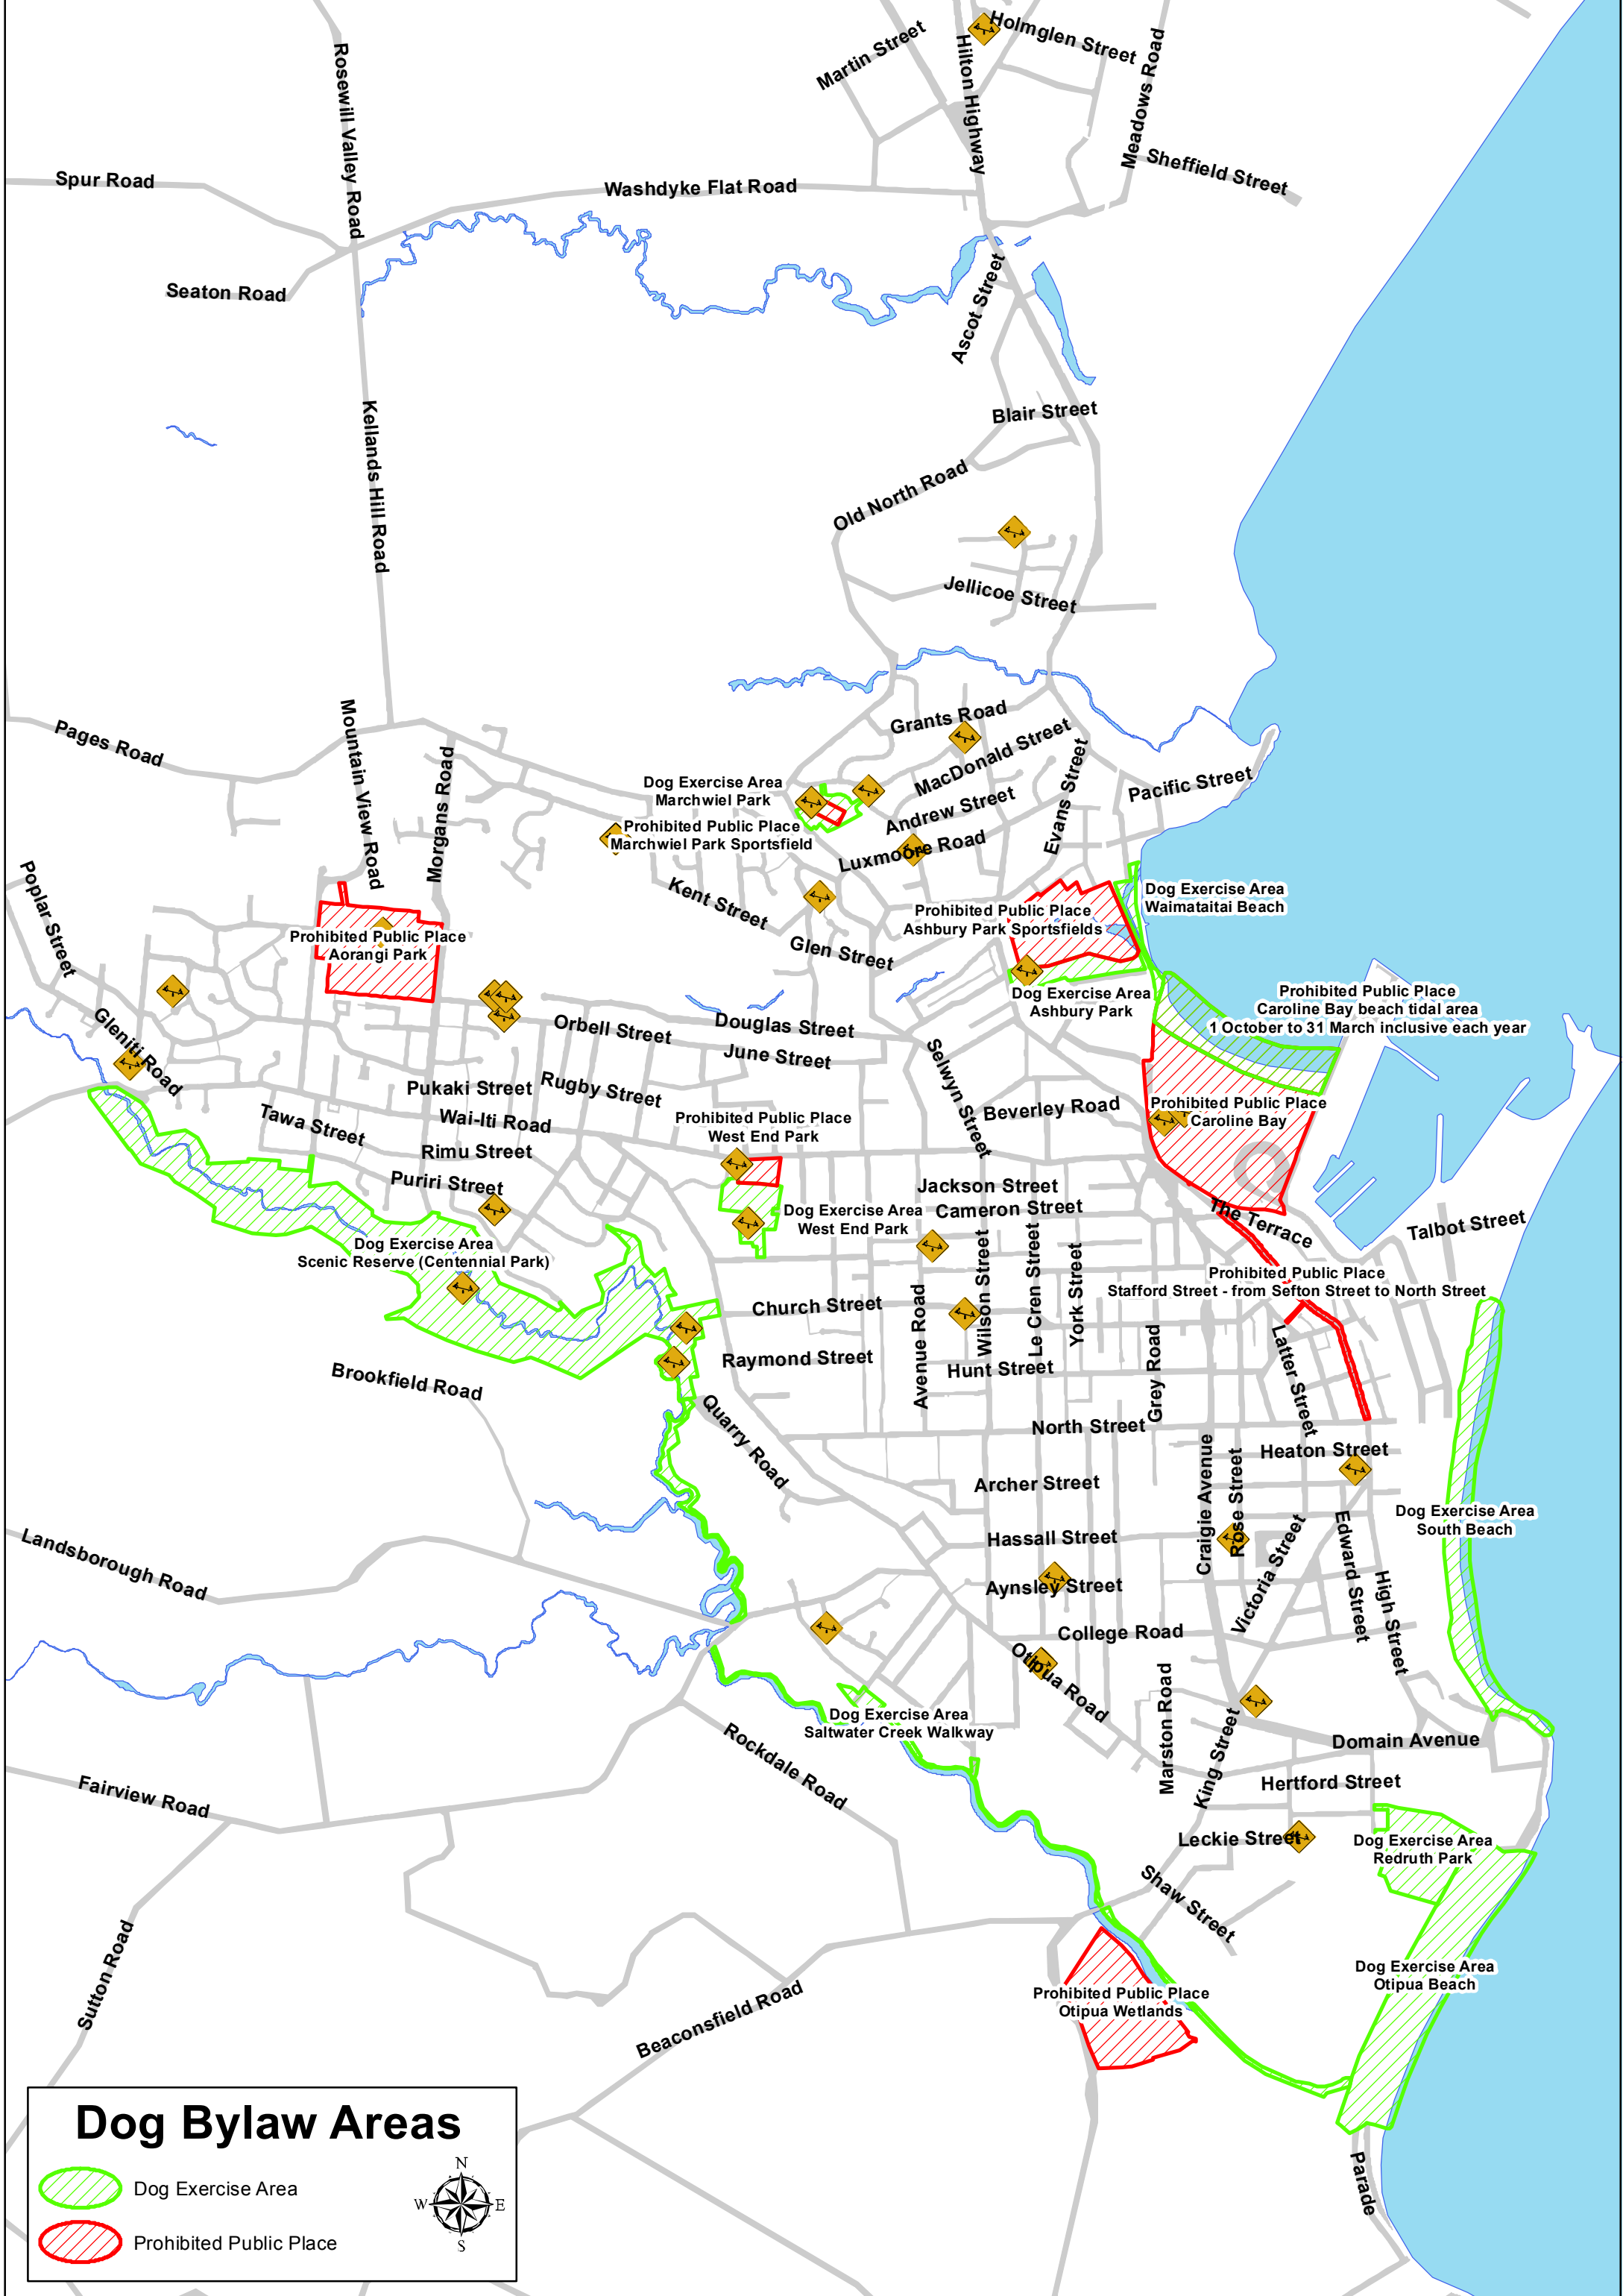 Holmglen Street
Martin Street
Hilton Highway
Meadows Road
Rosewill Valley Road
Sheffield Street
Spur Road
Washdyke Flat Road
Seaton Road
Ascot Street
Blair Street
Kellands Hill Road
Old North Road
Jellicoe Street
Grants Road
Mountain View Road
Pages Road
MacDonald Street
Morgans Road
Evans Street
Pacific Street
Dog Exercise Area
Marchwiel Park
Andrew Street
Prohibited Public Place
Marchwiel Park Sportsfield
Luxmoore Road
Poplar Street
Kent Street
Dog Exercise Area
Waimataitai Beach
Prohibited Public Place
Ashbury Park Sportsfields
Prohibited Public Place
Aorangi Park
Glen Street
Dog Exercise Area
Ashbury Park
Prohibited Public Place
Caroline Bay beach tidal area
1 October to 31 March inclusive each year
Gleniti Road
Orbell Street
Douglas Street
June Street
Selwyn Street
Pukaki Street
Rugby Street
Beverley Road
Prohibited Public Place
Caroline Bay
Tawa Street
Wai-Iti Road
Prohibited Public Place
West End Park
Rimu Street
Puriri Street
Jackson Street
Cameron Street
Dog Exercise Area
West End Park
The Terrace
Talbot Street
Dog Exercise Area
Scenic Reserve (Centennial Park)
Prohibited Public Place
Stafford Street - from Sefton Street to North Street
Church Street
Avenue Road
Wilson Street
Le Cren Street
York Street
Grey Road
Latter Street
Raymond Street
Hunt Street
Brookfield Road
Quarry Road
North Street
Heaton Street
Archer Street
Craigie Avenue
Rose Street
Dog Exercise Area
South Beach
Hassall Street
Landsborough Road
Aynsley Street
Victoria Street
Edward Street
High Street
College Road
Otipua Road
Marston Road
King Street
Dog Exercise Area
Saltwater Creek Walkway
Domain Avenue
Rockdale Road
Hertford Street
Fairview Road
Leckie Street
Dog Exercise Area
Redruth Park
Shaw Street
Sutton Road
Dog Exercise Area
Otipua Beach
Prohibited Public Place
Otipua Wetlands
Beaconsfield Road
Parade
Dog Bylaw Areas
N
W
E
S
Dog Exercise Area
Prohibited Public Place